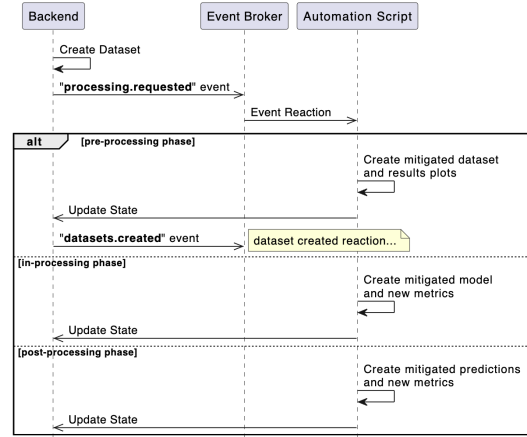 Backend
Event Broker
Automation Script
Create Dataset
"processing.requested" event
Event Reaction
alt
[pre-processing phase]
Create mitigated dataset
and results plots
Update State
"datasets.created" event
dataset created reaction...
[in-processing phase]
Create mitigated model
and new metrics
Update State
[post-processing phase]
Create mitigated predictions
and new metrics
Update State